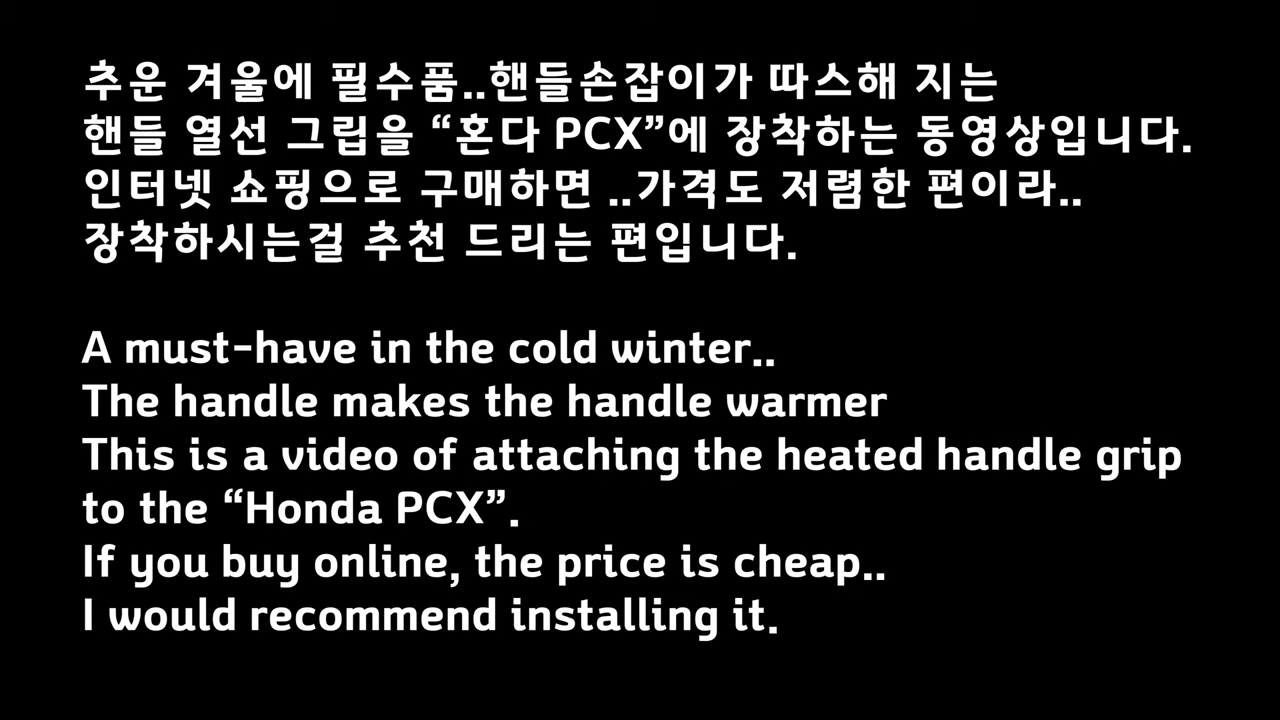 추운 겨울에 필수품..핸들손잡이가 따스해 지는
핸들 열선 그립을 “혼다 PCX”에 장착하는 동영상입니다.
인터넷 쇼핑으로 구매하면 ..가격도 저렴한 편이라..
장착하시는걸 추천 드리는 편입니다.
A must-have in the cold winter..
The handle makes the handle warmer
This is a video of attaching the heated handle grip
to the “Honda PCX”.
If you buy online, the price is cheap..
I would recommend installing it.